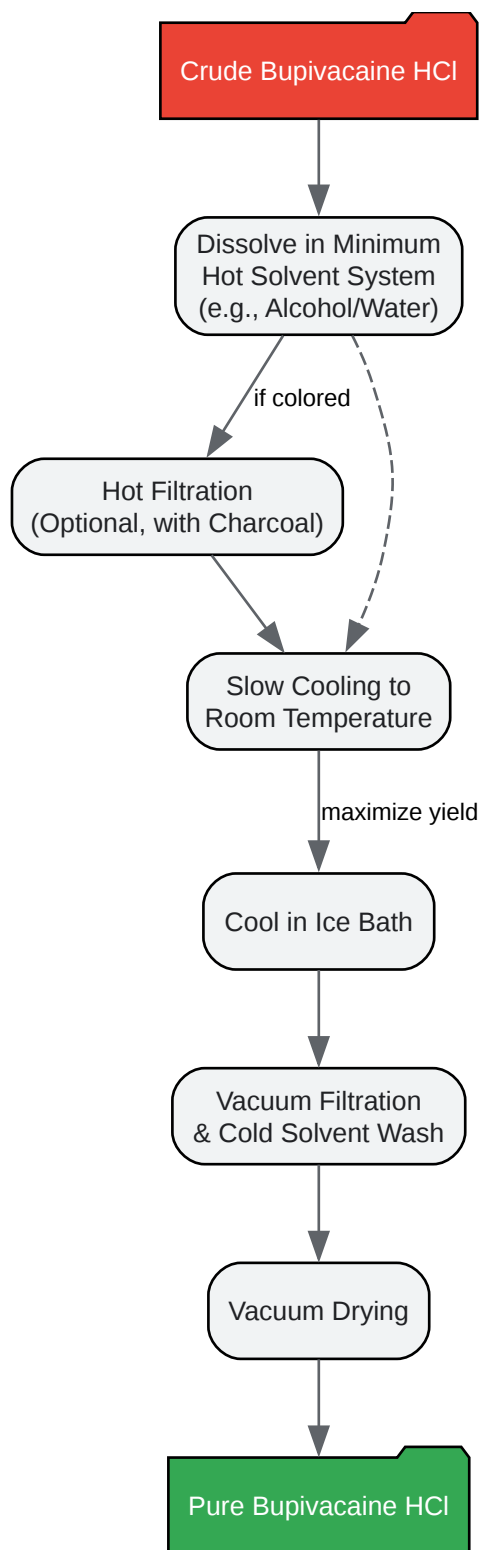 Crude Bupivacaine HCl
Dissolve in Minimum
Hot Solvent System
(e.g., Alcohol/Water)
if colored
Hot Filtration
(Optional, with Charcoal)
Slow Cooling to
Room Temperature
maximize yield
Cool in Ice Bath
Vacuum Filtration
& Cold Solvent Wash
Vacuum Drying
Pure Bupivacaine HCl